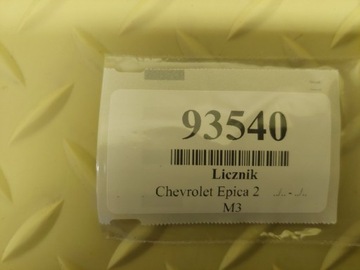 93540
Licznik
Chevrolet Epica 2 ../.. - ../..
M3